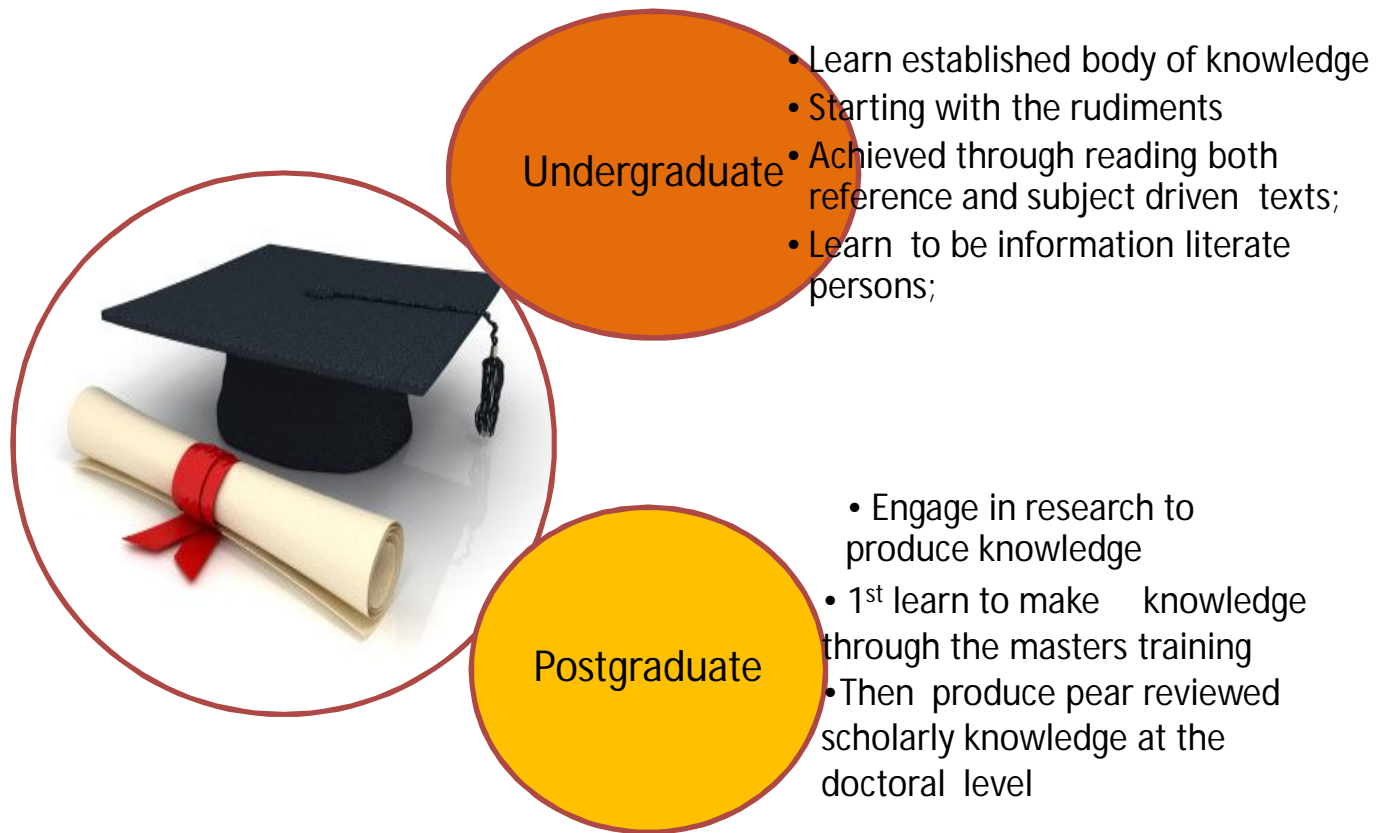 Undergraduate
• Learn established body of knowledge
• Starting with the rudiments
• Achieved through reading both
reference and subject driven texts;
• Learn to be information literate
persons;
Postgraduate
• Engage in research to
produce knowledge
• 1st learn to make knowledge
through the masters training
•Then produce pear reviewed
scholarly knowledge at the
doctoral level